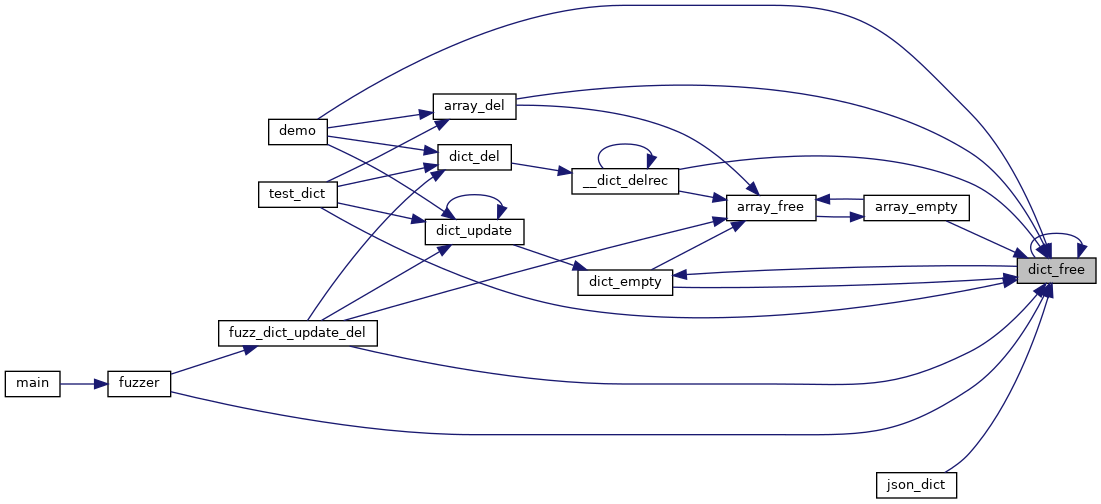 demo
array_del
dict_del
__dict_delrec
test_dict
array_free
array_empty
dict_update
dict_free
dict_empty
fuzz_dict_update_del
main
fuzzer
json_dict